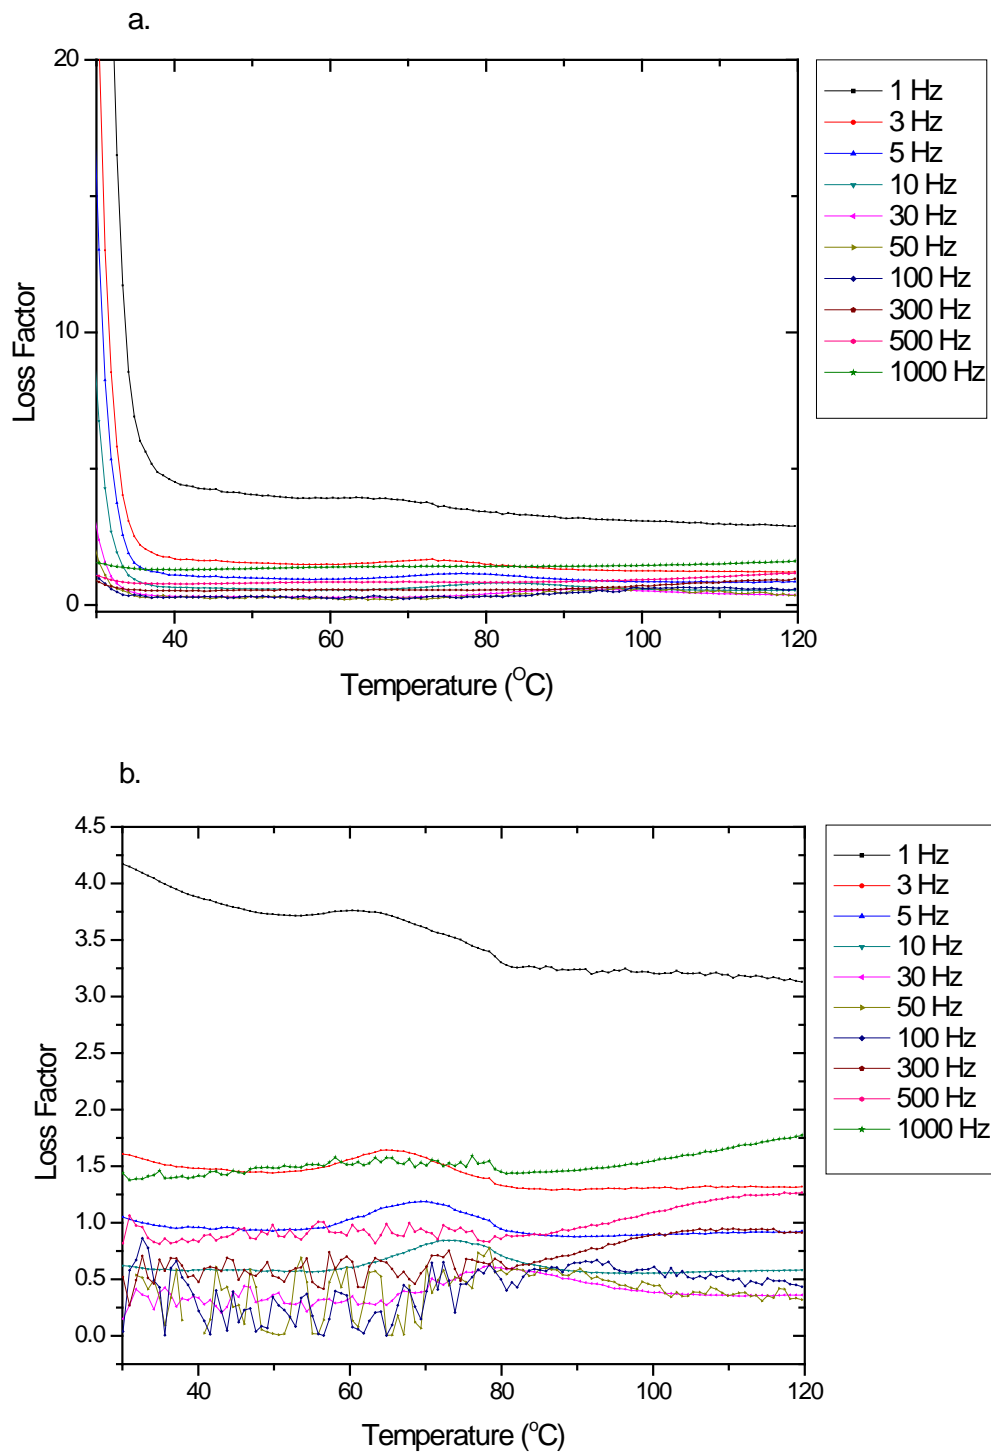 a.
20
10
0
Loss Factor
40 60 80 100 120
Temperature (°C)
1 Hz
3 Hz
5 Hz
10 Hz
30 Hz
50 Hz
100 Hz
300 Hz
500 Hz
1000 Hz
b.
4.5
4.0
3.5
3.0
2.5
2.0
1.5
1.0
0.5
0.0
Loss Factor
40 60 80 100 120
Temperature (°C)
1 Hz
3 Hz
5 Hz
10 Hz
30 Hz
50 Hz
100 Hz
300 Hz
500 Hz
1000 Hz